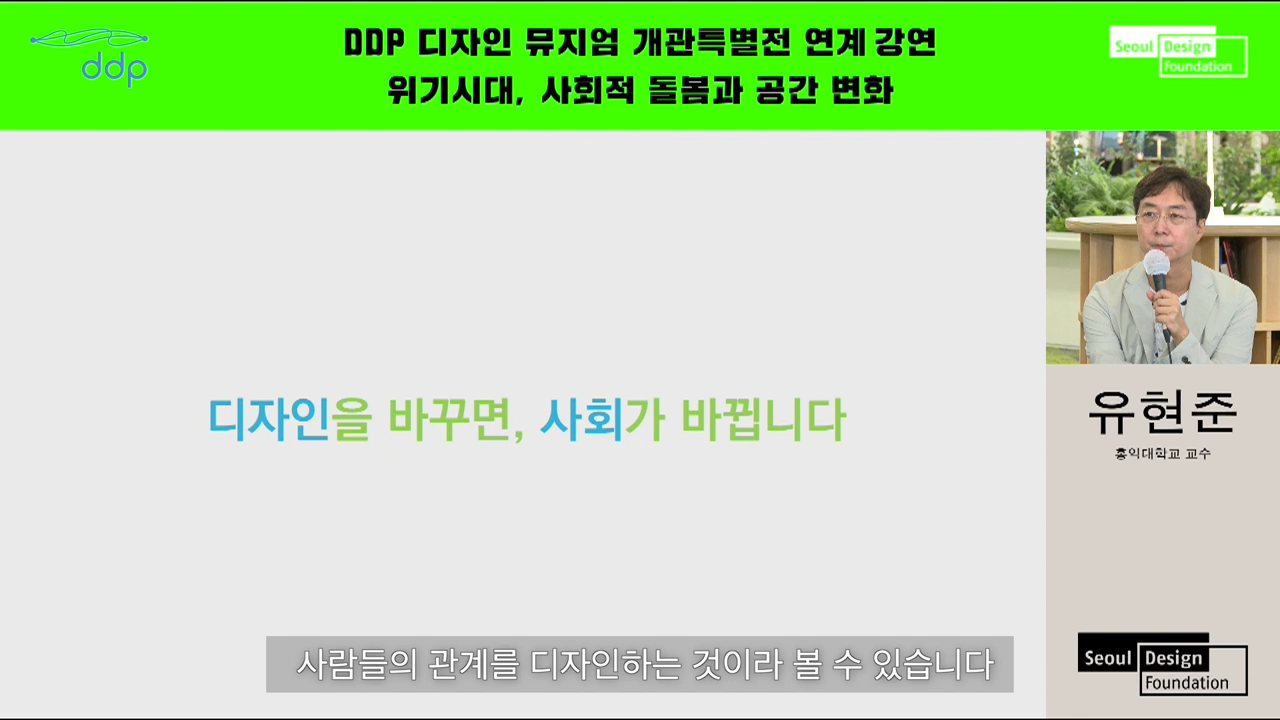 ddp
DDP 디자인 뮤지엄 개관특별전 연계 강연
위기시대, 사회적 돌봄과 공간 변화
Seoul Design Foundation
디자인을 바꾸면, 사회가 바뀝니다
유현준
홍익대학교 교수
사람들의 관계를 디자인하는 것이라 볼 수 있습니다
Seoul Design Foundation